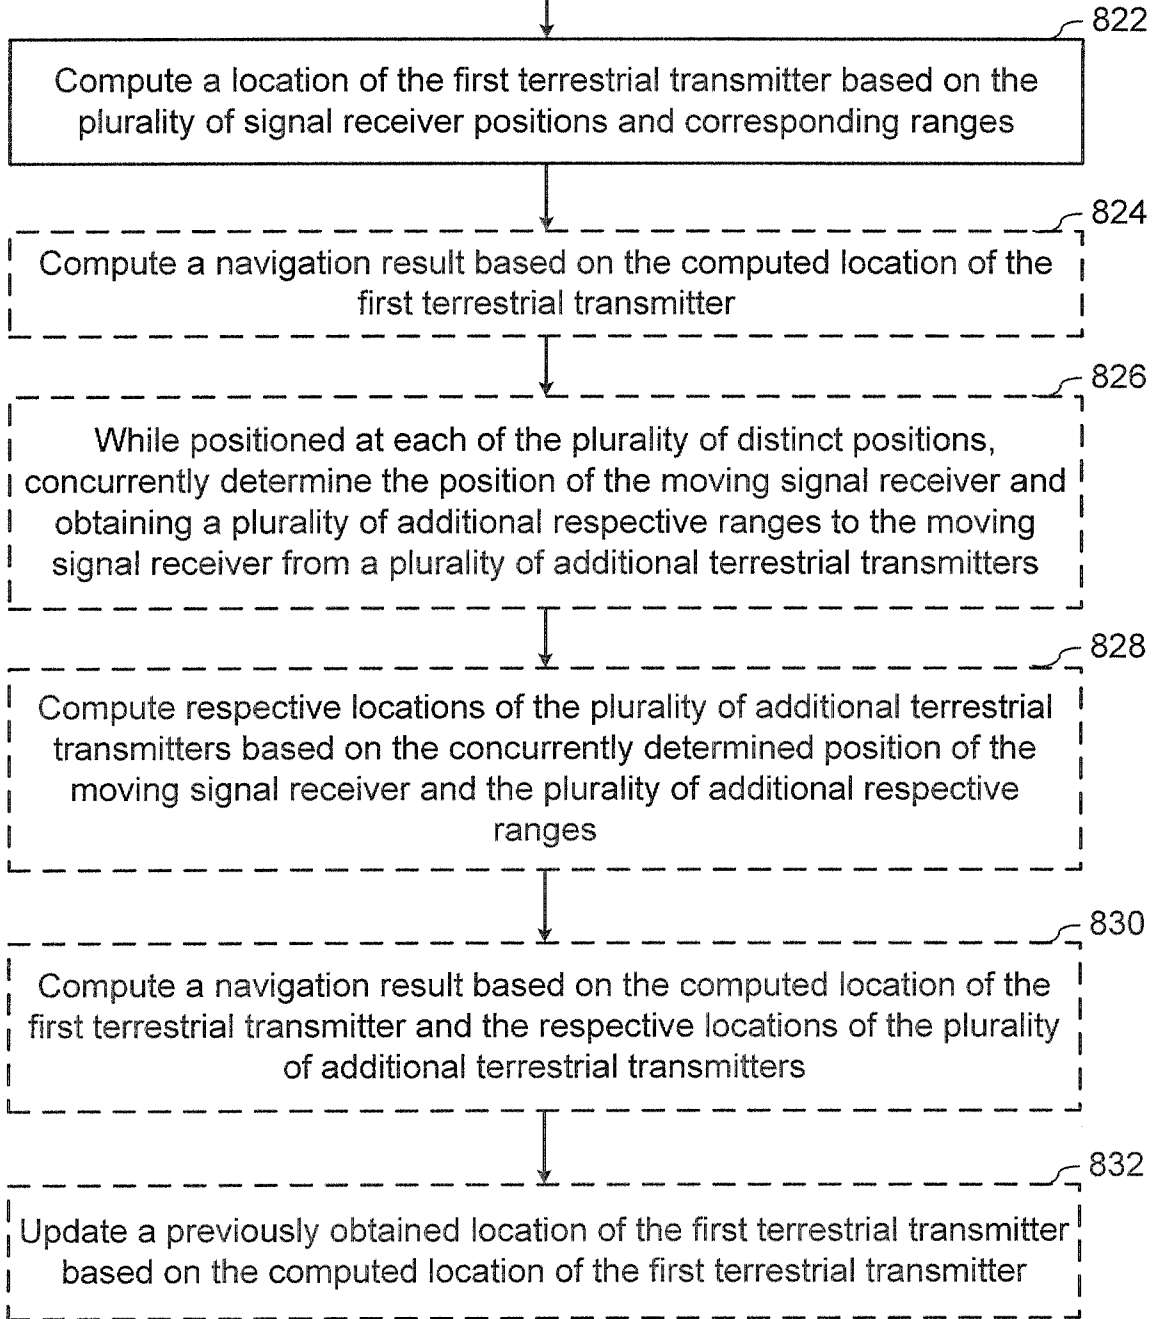 822
Compute a location of the first terrestrial transmitter based on the
plurality of signal receiver positions and corresponding ranges
824
Compute a navigation result based on the computed location of the
first terrestrial transmitter
826
While positioned at each of the plurality of distinct positions,
concurrently determine the position of the moving signal receiver and
obtaining a plurality of additional respective ranges to the moving
signal receiver from a plurality of additional terrestrial transmitters
828
Compute respective locations of the plurality of additional terrestrial
transmitters based on the concurrently determined position of the
moving signal receiver and the plurality of additional respective
ranges
830
Compute a navigation result based on the computed location of the
first terrestrial transmitter and the respective locations of the plurality
of additional terrestrial transmitters
832
Update a previously obtained location of the first terrestrial transmitter
based on the computed location of the first terrestrial transmitter